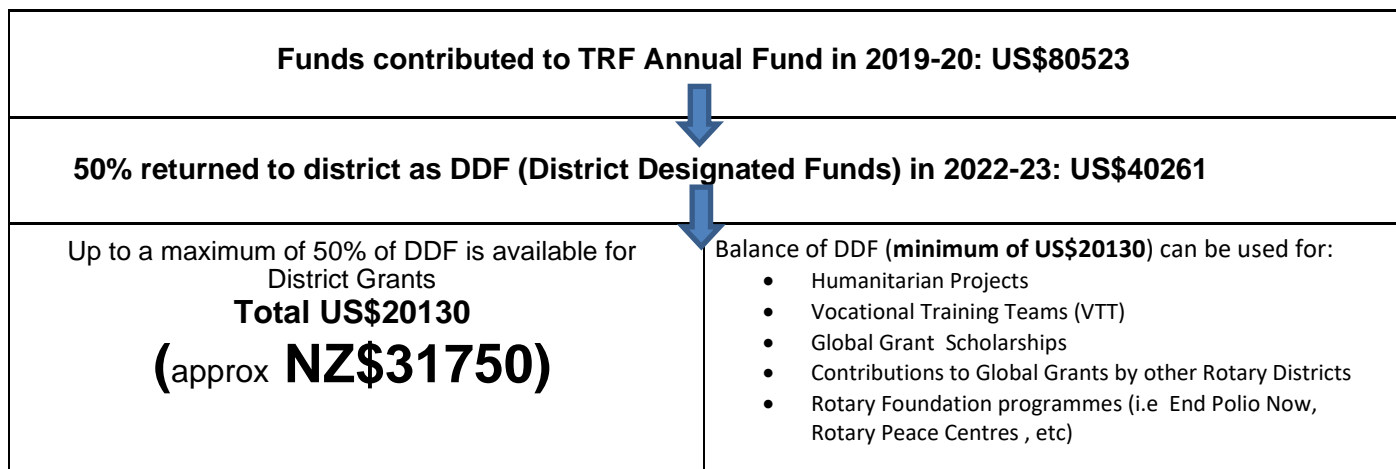 Funds contributed to TRF Annual Fund in 2019-20: US$80523
50% returned to district as DDF (District Designated Funds) in 2022-23: US$40261
Up to a maximum of 50% of DDF is available for
District Grants
Total US$20130
(approx NZ$31750)
Balance of DDF (minimum of US$20130) can be used for:
• Humanitarian Projects
• Vocational Training Teams (VTT)
• Global Grant Scholarships
• Contributions to Global Grants by other Rotary Districts
• Rotary Foundation programmes (i.e End Polio Now,
Rotary Peace Centres , etc)